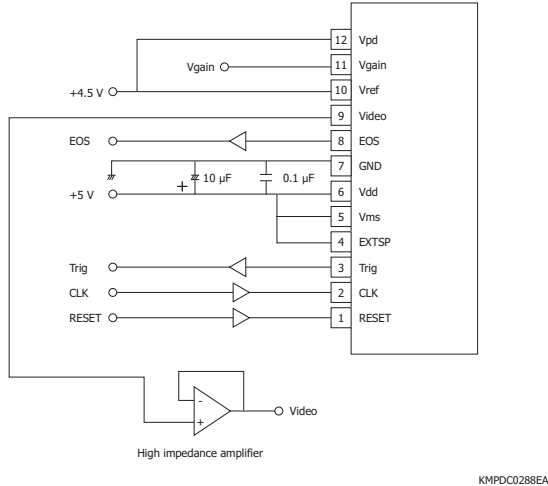 12 Vpd
Vgain 11 Vgain
+4.5 V 10 Vref
9 Video
EOS 8 EOS
7 GND
+ 10 µF 0.1 µF
+5 V 6 Vdd
5 Vms
4 EXTSP
Trig 3 Trig
CLK 2 CLK
RESET 1 RESET
-
+ Video
High impedance amplifier
KMPDC0288EA